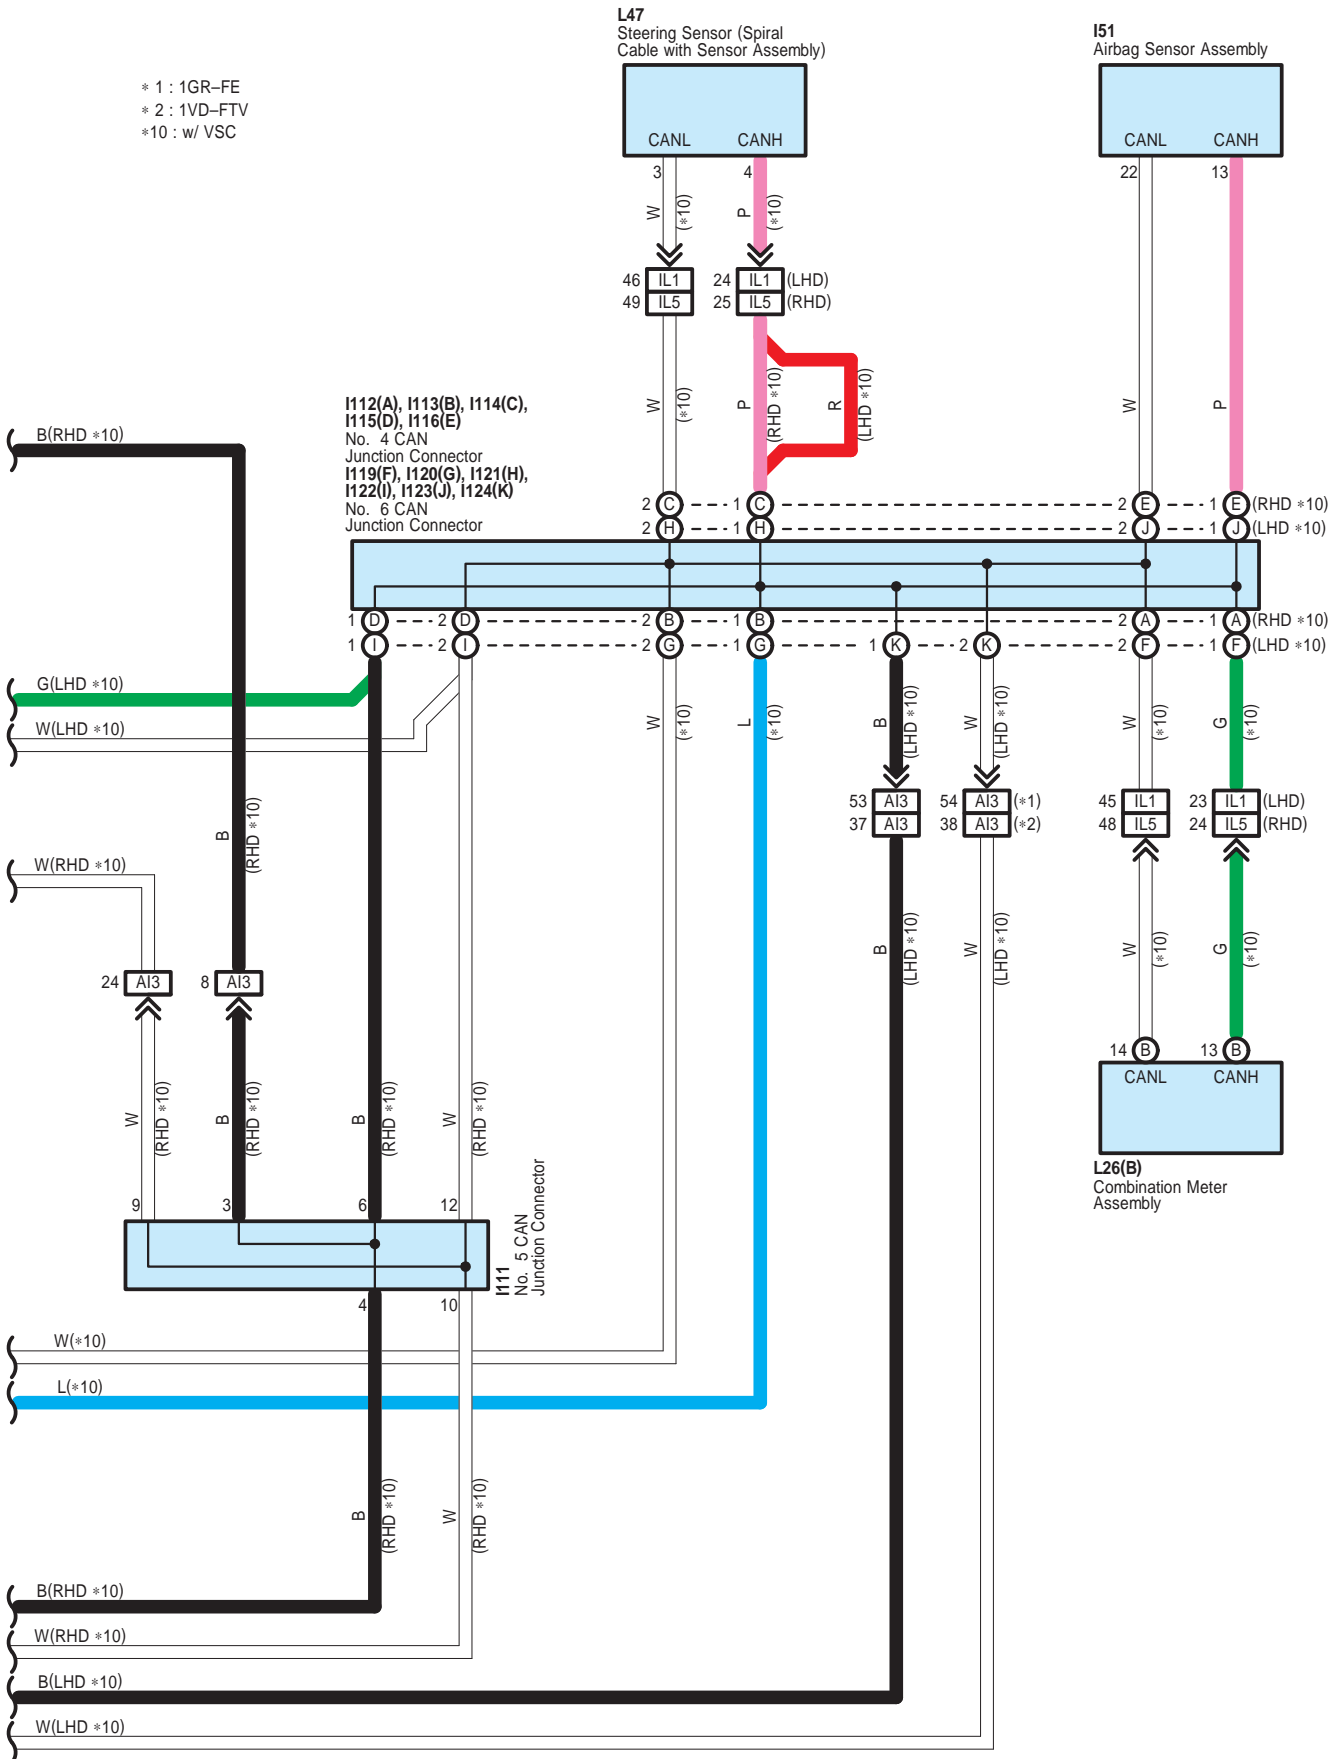 L47
Steering Sensor (Spiral
Cable with Sensor Assembly)
I51
Airbag Sensor Assembly
* 1 : 1GR–FE
* 2 : 1VD–FTV
*10 : w/ VSC
CANL CANH CANL CANH
3 4 22 13
W (*10) P (*10)
46 IL1 24 IL1 (LHD)
49 IL5 25 IL5 (RHD)
W (*10) P (RHD *10) R (LHD *10) W P
I112(A), I113(B), I114(C),
I115(D), I116(E)
No. 4 CAN
Junction Connector
I119(F), I120(G), I121(H),
I122(I), I123(J), I124(K)
No. 6 CAN
Junction Connector
B(RHD *10)
2 C 1 C 2 E 1 E (RHD *10)
2 H 1 H 2 J 1 J (LHD *10)
1 D 2 D 2 B 1 B 2 A 1 A (RHD *10)
1 I 2 I 2 G 1 G 1 K 2 K 2 F 1 F (LHD *10)
G(LHD *10)
W(LHD *10)
W (*10) L (*10) B (LHD *10) W (LHD *10) W (*10) G (*10)
53 AI3 54 AI3 (*1) 45 IL1 23 IL1 (LHD)
37 AI3 38 AI3 (*2) 48 IL5 24 IL5 (RHD)
B (RHD *10)
W(RHD *10)
B (LHD *10) W (LHD *10) W (*10) G (*10)
24 AI3 8 AI3
14 B 13 B
CANL CANH
W (RHD *10) B (RHD *10) B (RHD *10) W (RHD *10)
L26(B)
Combination Meter
Assembly
9 3 6 12
I111
No. 5 CAN
Junction Connector
4 10
W(*10)
L(*10)
B (RHD *10) W (RHD *10)
B(RHD *10)
W(RHD *10)
B(LHD *10)
W(LHD *10)